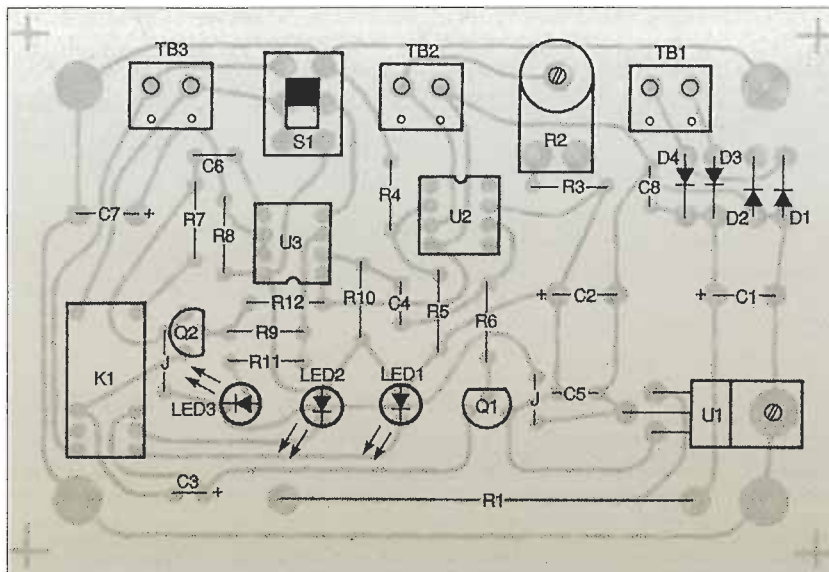 TB3
TB2
TB1
S1
R2
C6
R4
R3
C8
D4
D3
C7
+
R7
R8
U3
U2
D2
D1
R12
R10
C4
R5
R6
+
C2
+
C1
Q2
R9
J
R11
K1
LED3
LED2
LED1
Q1
J
C5
U1
C3
+
R1